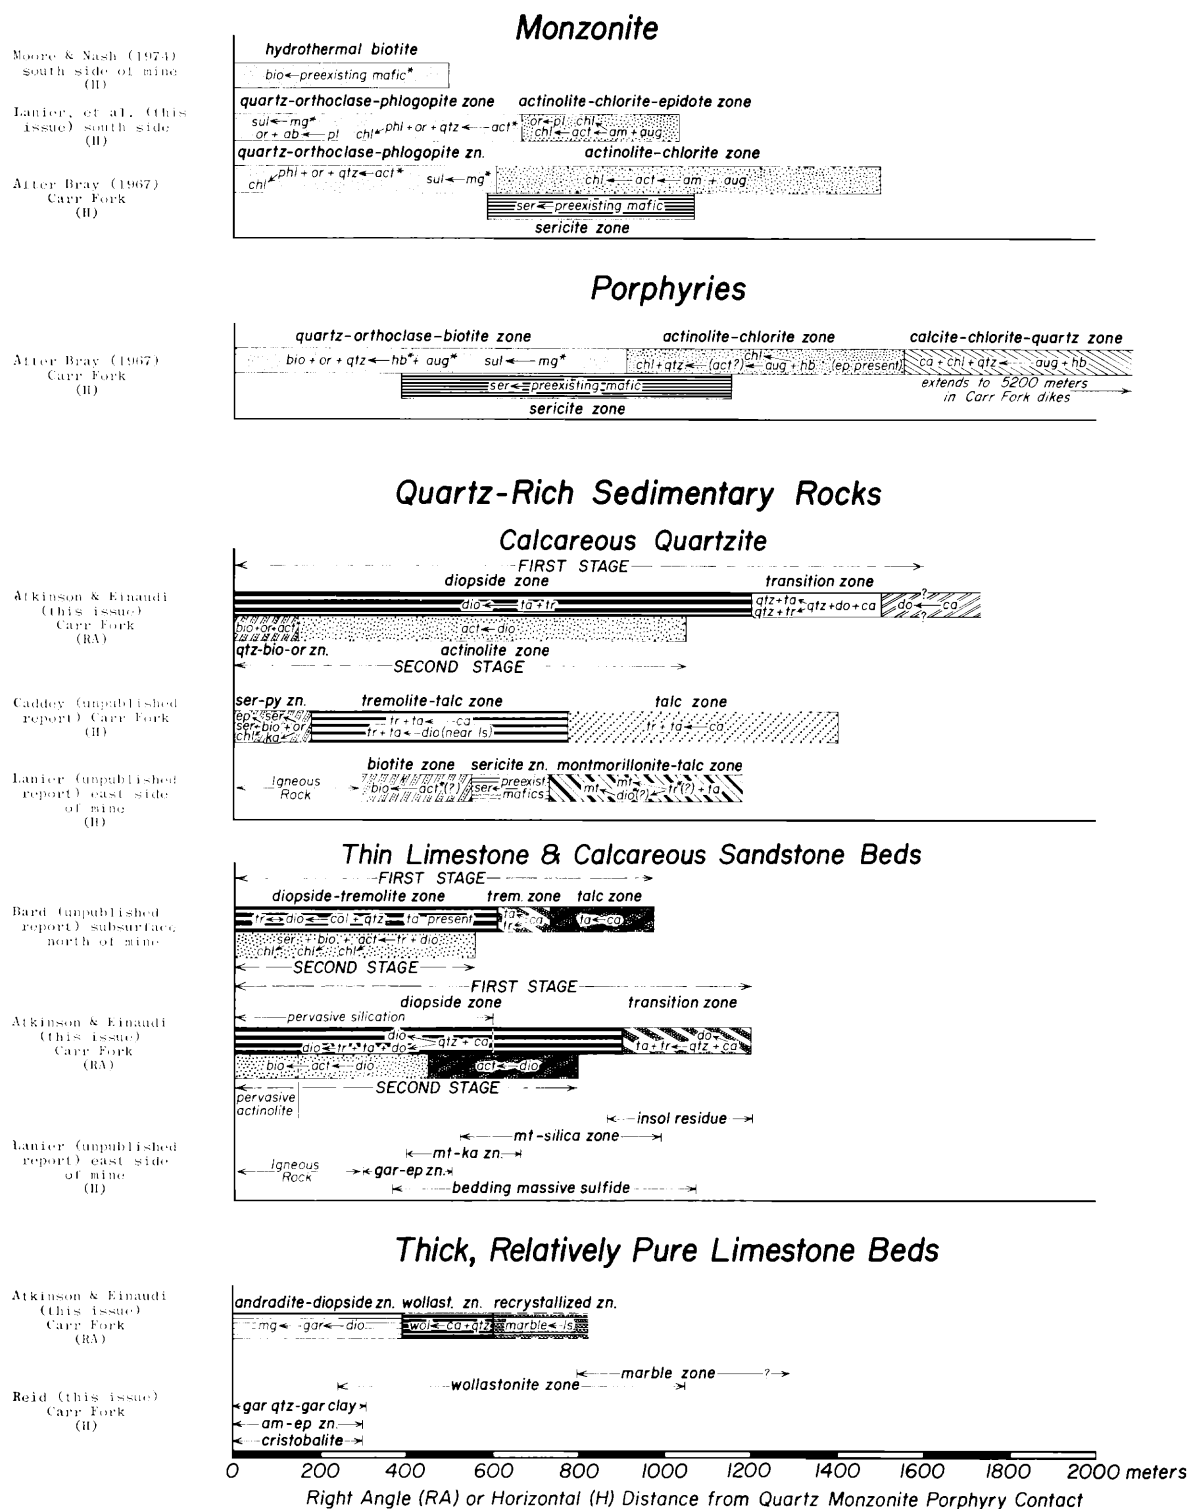 Monzonite
Moore & Nash (1974)
south side of mine
(H)
hydrothermal biotite
bio←preexisting mafic*
Lanier, et al. (this
issue) south side
(H)
quartz-orthoclase-phlogopite zone
actinolite-chlorite-epidote zone
sul←mg*
or + ab←pl
chl↙phl + or + qtz←act*
or←pl chl
chl←act←am + aug
After Bray (1967)
Carr Fork
(H)
quartz-orthoclase-phlogopite zn.
actinolite-chlorite zone
chl↙phl + or + qtz←act*
sul←mg*
chl←act←am + aug
ser←preexisting mafic
sericite zone
Porphyries
After Bray (1967)
Carr Fork
(H)
quartz-orthoclase-biotite zone
actinolite-chlorite zone
calcite-chlorite-quartz zone
bio + or + qtz←hb*+ aug*
sul←mg*
chl
chl + qtz←(act?)←aug + hb (ep present)
ca + chl + qtz←aug + hb
ser←preexisting mafic
extends to 5200 meters
in Carr Fork dikes
sericite zone
Quartz-Rich Sedimentary Rocks
Calcareous Quartzite
FIRST STAGE
Atkinson & Einaudi
(this issue)
Carr Fork
(RA)
diopside zone
transition zone
dio←ta + tr
qtz+ta
qtz+tr
qtz+do+ca
?
do←ca
?
bio+or←act
act←dio
qtz-bio-or zn.
actinolite zone
SECOND STAGE
Caddey (unpublished
report) Carr Fork
(H)
ser-py zn.
tremolite-talc zone
talc zone
ep ser
ser←bio+or
chl ka
tr + ta←ca
tr + ta←dio (near ls)
tr + ta←ca
Lanier (unpublished
report) east side
of mine
(H)
Igneous
Rock
biotite zone
sericite zn.
montmorillonite-talc zone
bio←act*(?)
ser←preexist
mafics
mt
mt
dio(?)
tr(?) + ta
Thin Limestone & Calcareous Sandstone Beds
FIRST STAGE
Bard (unpublished
report) subsurface
north of mine
diopside-tremolite zone
trem. zone
talc zone
tr↔dio←cal + qtz
ta present
ta
tr←ca
ta←ca
ser + bio + act←tr + dio
chl chl chl
SECOND STAGE
FIRST STAGE
Atkinson & Einaudi
(this issue)
Carr Fork
(RA)
diopside zone
transition zone
pervasive silication
dio
dio←tr + ta + do
qtz + ca
do
ta + tr←qtz + ca
bio←act←dio
act←dio
SECOND STAGE
pervasive
actinolite
Lanier (unpublished
report) east side
of mine
(H)
insol residue
mt-silica zone
mt-ka zn.
Igneous
Rock
gar-ep zn.
bedding massive sulfide
Thick, Relatively Pure Limestone Beds
Atkinson & Einaudi
(this issue)
Carr Fork
(RA)
andradite-diopside zn.
wollast. zn.
recrystallized zn.
mg←gar←dio
wol←ca+qtz
marble←ls
Reid (this issue)
Carr Fork
(H)
marble zone
?
wollastonite zone
gar qtz-gar clay
am-ep zn.
cristobalite
0 200 400 600 800 1000 1200 1400 1600 1800 2000 meters
Right Angle (RA) or Horizontal (H) Distance from Quartz Monzonite Porphyry Contact